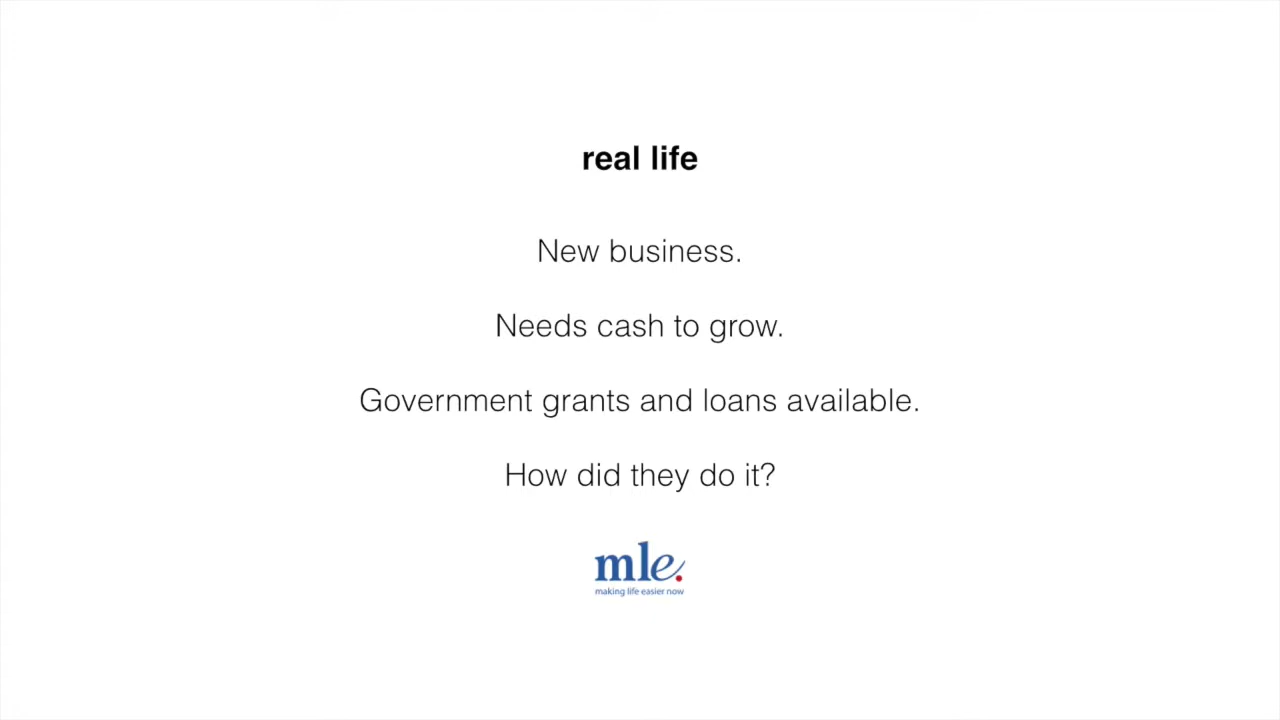 real life
New business.
Needs cash to grow.
Government grants and loans available.
How did they do it?
mle.
making life easier now